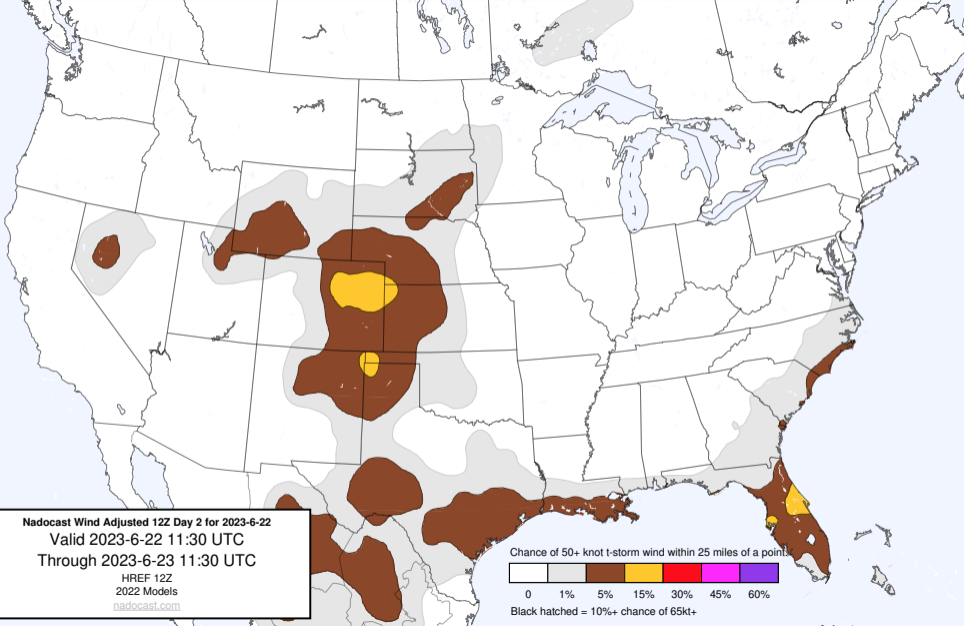 Nadocast Wind Adjusted 12Z Day 2 for 2023-6-22
Valid 2023-6-22 11:30 UTC
Through 2023-6-23 11:30 UTC
HREF 12Z
2022 Models
nadocast.com
Chance of 50+ knot t-storm wind within 25 miles of a point.
0 1% 5% 15% 30% 45% 60%
Black hatched = 10%+ chance of 65kt+